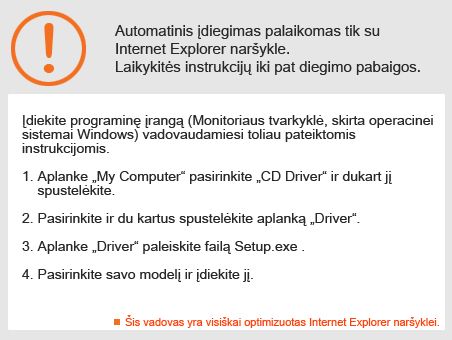 Automatinis įdiegimas palaikomas tik su
Internet Explorer naršykle.
Laikykitės instrukcijų iki pat diegimo pabaigos.
Įdiekite programinę įrangą (Monitoriaus tvarkyklė, skirta operacinei
sistemai Windows) vadovaudamiesi toliau pateiktomis
instrukcijomis.
1. Aplanke „My Computer“ pasirinkite „CD Driver“ ir dukart jį
spustelėkite.
2. Pasirinkite ir du kartus spustelėkite aplanką „Driver“.
3. Aplanke „Driver“ paleiskite failą Setup.exe .
4. Pasirinkite savo modelį ir įdiekite jį.
Šis vadovas yra visiškai optimizuotas Internet Explorer naršyklei.